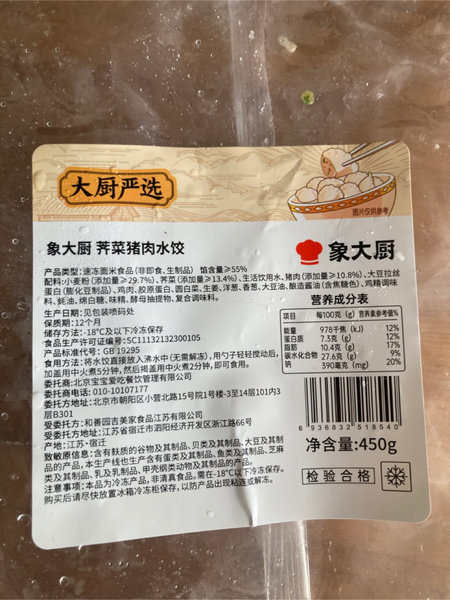 大厨严选
图片仅供参考
象大厨 荠菜猪肉水饺
象大厨
产品类型:速冻面米食品(非即食、生制品) 馅含量≥55%
配料:小麦粉(添加量≥29.7%)、荠菜(添加量≥13.4%)、生活饮用水、猪肉(添加量≥10.8%)、大豆拉丝
蛋白(膨化豆制品)、鸡肉、胶原蛋白、圆白菜、生姜、洋葱、香葱、大豆油、酿造酱油(含焦糖色)、鸡精调味
料、蚝油、绵白糖、味精、酵母抽提物、复合调味料。
生产日期:见包装喷码处
保质期:12个月
储存方法:-18℃及以下冷冻保存
食品生产许可证编号:SC11132132300105
产品标准代号:GB 19295
食用方法:将水饺直接放入沸水中(无需解冻),用勺子轻轻搅动后,
加盖用中火煮5分钟,然后揭盖用中火煮2分钟,即可食用。
委托商:北京宝宝爱吃餐饮管理有限公司
委托商电话:010-10107177
委托商地址:北京市朝阳区小营北路15号1号楼-3至14层101内3
层B301
受委托方:和善园吉美家食品江苏有限公司
受委托方地址:江苏省宿迁市泗阳经济开发区浙江路66号
产地:江苏·宿迁
致敏原信息:含有麸质的谷物及其制品、贝类及其制品、大豆及其制
品的产品,本生产线也生产含有蛋类及其制品、鱼类及其制品、芝麻
及其制品、乳及乳制品、甲壳纲类动物及其制品的产品。
注意事项:本品为冷冻产品,非清真食品。需在-18℃以下冷冻保存。
购买后请尽快放置冰箱冷冻柜保存,以防产品出现粘连或解冻。
营养成分表
项目 每100克(g) 营养素参考值%
能量 978千焦(kJ) 12%
蛋白质 7.3克(g) 12%
脂肪 10.4克(g) 17%
碳水化合物 27.6克(g) 9%
钠 390毫克(mg) 20%
6936832518540
净含量:450g
检验合格